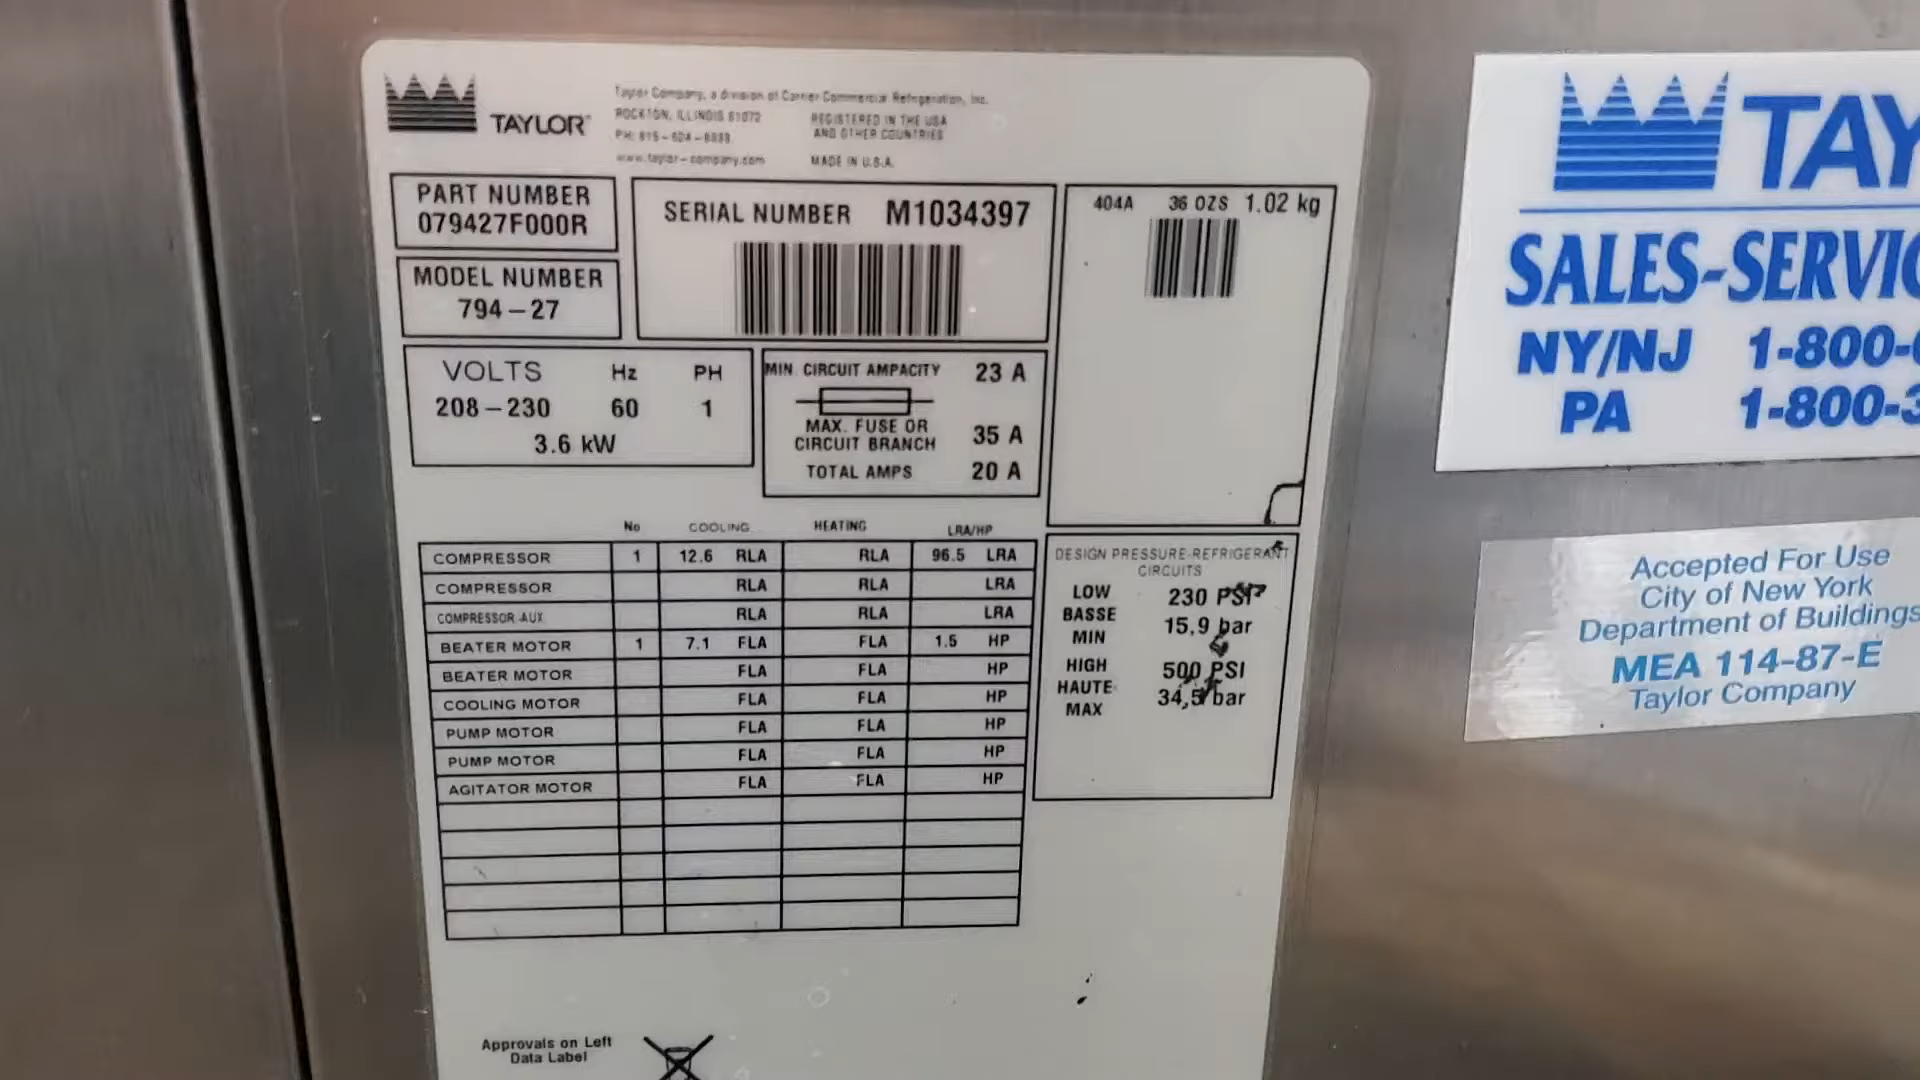 TAYLOR
Taylor Company, a division of Carrier Commercial Refrigeration, Inc.
ROCKTON, ILLINOIS 61072
REGISTERED IN THE USA
AND OTHER COUNTRIES
www.taylor-company.com
MADE IN U.S.A.
PART NUMBER
079427F000R
MODEL NUMBER
794-27
SERIAL NUMBER M1034397
404A 36 OZS 1.02 kg
VOLTS Hz PH
208-230 60 1
3.6 kW
MIN CIRCUIT AMPACITY 23 A
MAX. FUSE OR
CIRCUIT BRANCH 35 A
TOTAL AMPS 20 A
No COOLING HEATING LRA/HP
COMPRESSOR 1 12.6 RLA RLA 96.5 LRA
COMPRESSOR RLA RLA LRA
COMPRESSOR-AUX RLA RLA LRA
BEATER MOTOR 1 7.1 FLA FLA 1.5 HP
BEATER MOTOR FLA FLA HP
COOLING MOTOR FLA FLA HP
PUMP MOTOR FLA FLA HP
PUMP MOTOR FLA FLA HP
AGITATOR MOTOR FLA FLA HP
DESIGN PRESSURE-REFRIGERANT
CIRCUITS
LOW 230 PSI
BASSE 15,9 bar
MIN
HIGH 500 PSI
HAUTE 34,5 bar
MAX
Approvals on Left
Data Label
TAY
SALES-SERVIC
NY/NJ 1-800-
PA 1-800-3
Accepted For Use
City of New York
Department of Buildings
MEA 114-87-E
Taylor Company